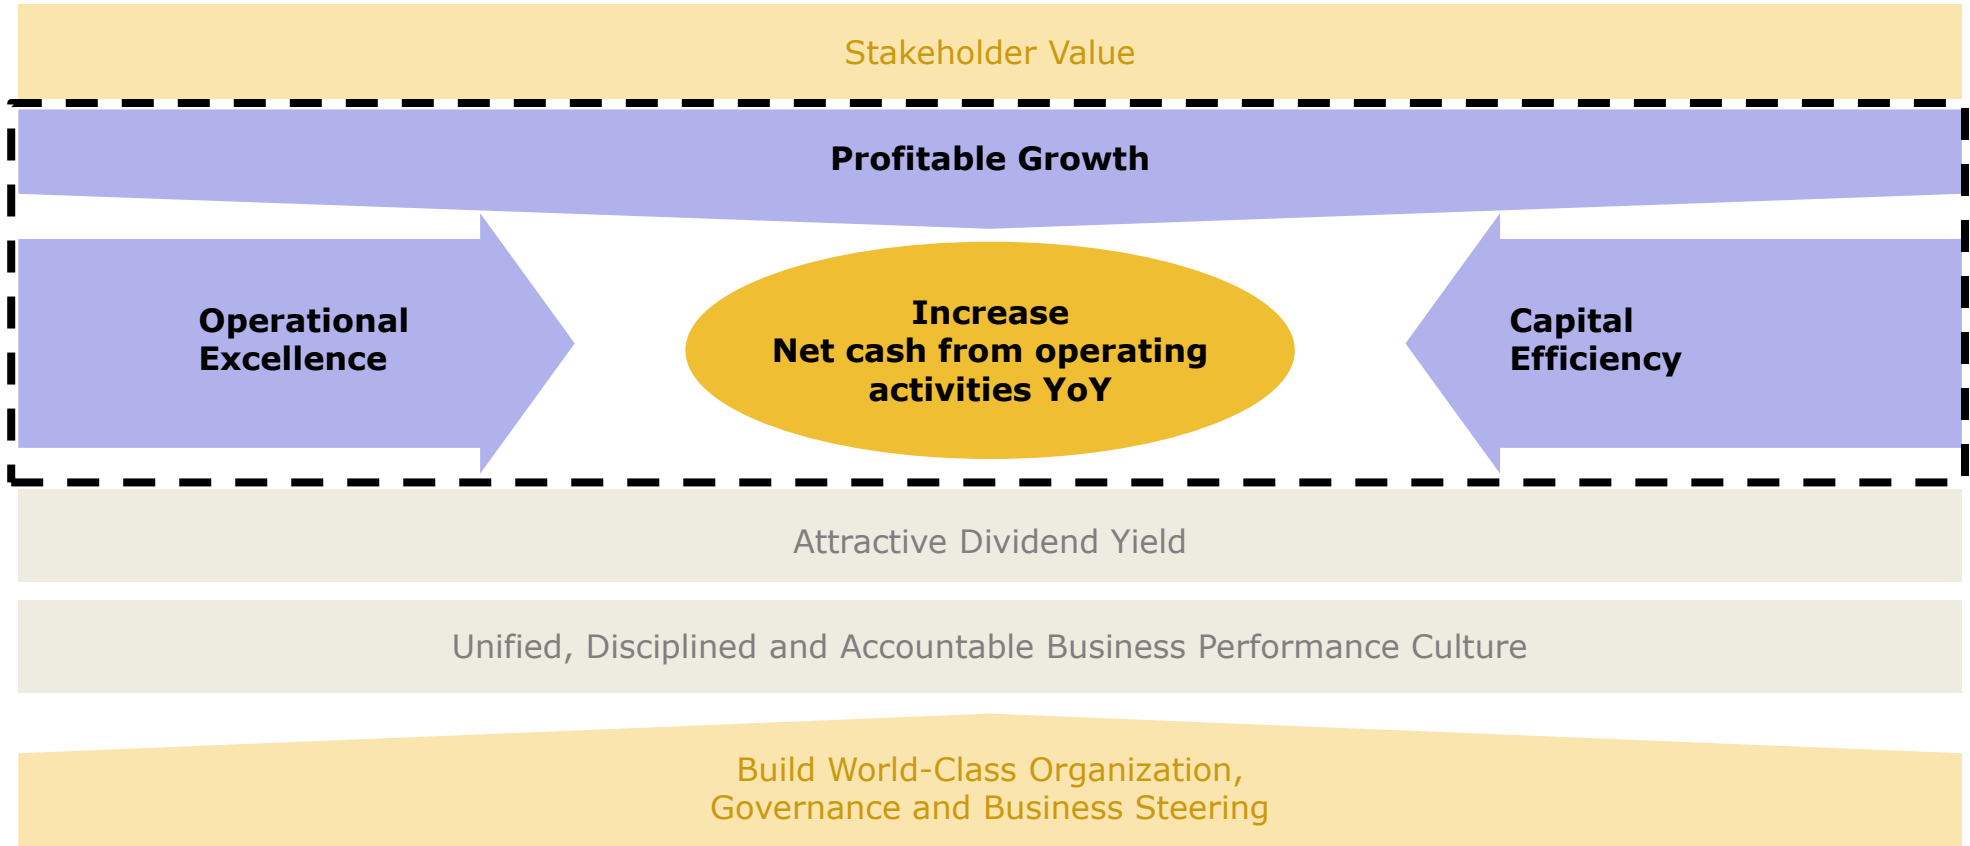 Stakeholder Value
Profitable Growth
Operational
Excellence
Increase
Net cash from operating
activities YoY
Capital
Efficiency
Attractive Dividend Yield
Unified, Disciplined and Accountable Business Performance Culture
Build World-Class Organization,
Governance and Business Steering